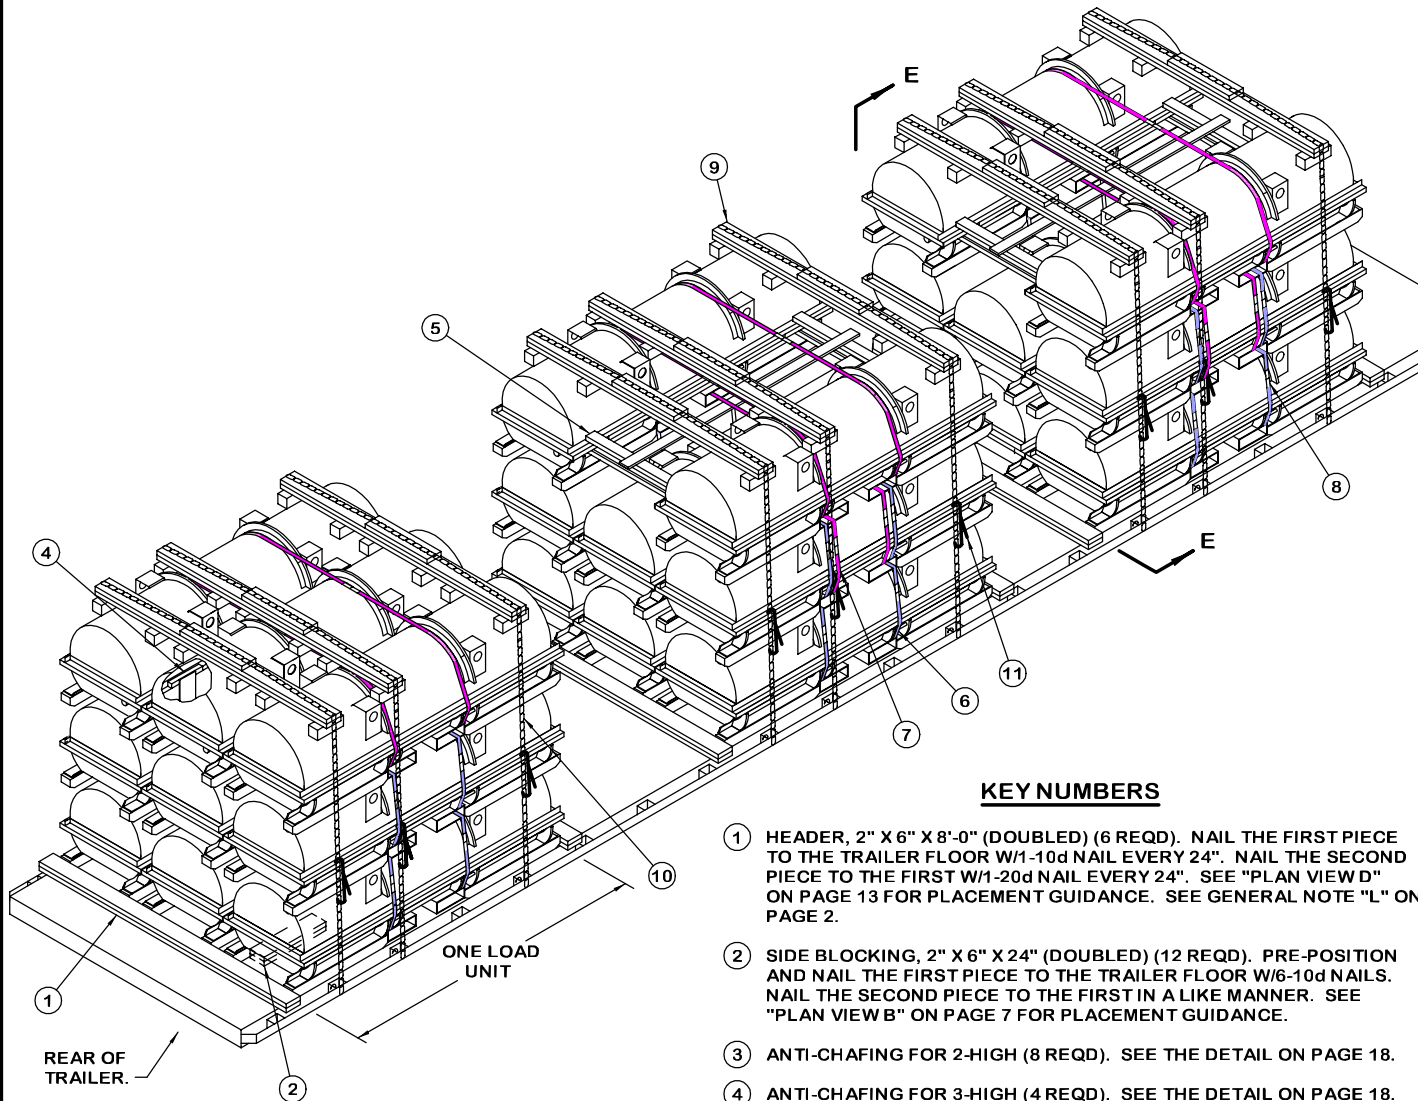 E
9
5
4
8
E
11
6
7
10
ONE LOAD
UNIT
1
REAR OF
TRAILER.
2
KEY NUMBERS
1 HEADER, 2" X 6" X 8'-0" (DOUBLED) (6 REQD). NAIL THE FIRST PIECE
TO THE TRAILER FLOOR W/1-10d NAIL EVERY 24". NAIL THE SECOND
PIECE TO THE FIRST W/1-20d NAIL EVERY 24". SEE "PLAN VIEW D"
ON PAGE 13 FOR PLACEMENT GUIDANCE. SEE GENERAL NOTE "L" ON
PAGE 2.
2 SIDE BLOCKING, 2" X 6" X 24" (DOUBLED) (12 REQD). PRE-POSITION
AND NAIL THE FIRST PIECE TO THE TRAILER FLOOR W/6-10d NAILS.
NAIL THE SECOND PIECE TO THE FIRST IN A LIKE MANNER. SEE
"PLAN VIEW B" ON PAGE 7 FOR PLACEMENT GUIDANCE.
3 ANTI-CHAFING FOR 2-HIGH (8 REQD). SEE THE DETAIL ON PAGE 18.
4 ANTI-CHAFING FOR 3-HIGH (4 REQD). SEE THE DETAIL ON PAGE 18.